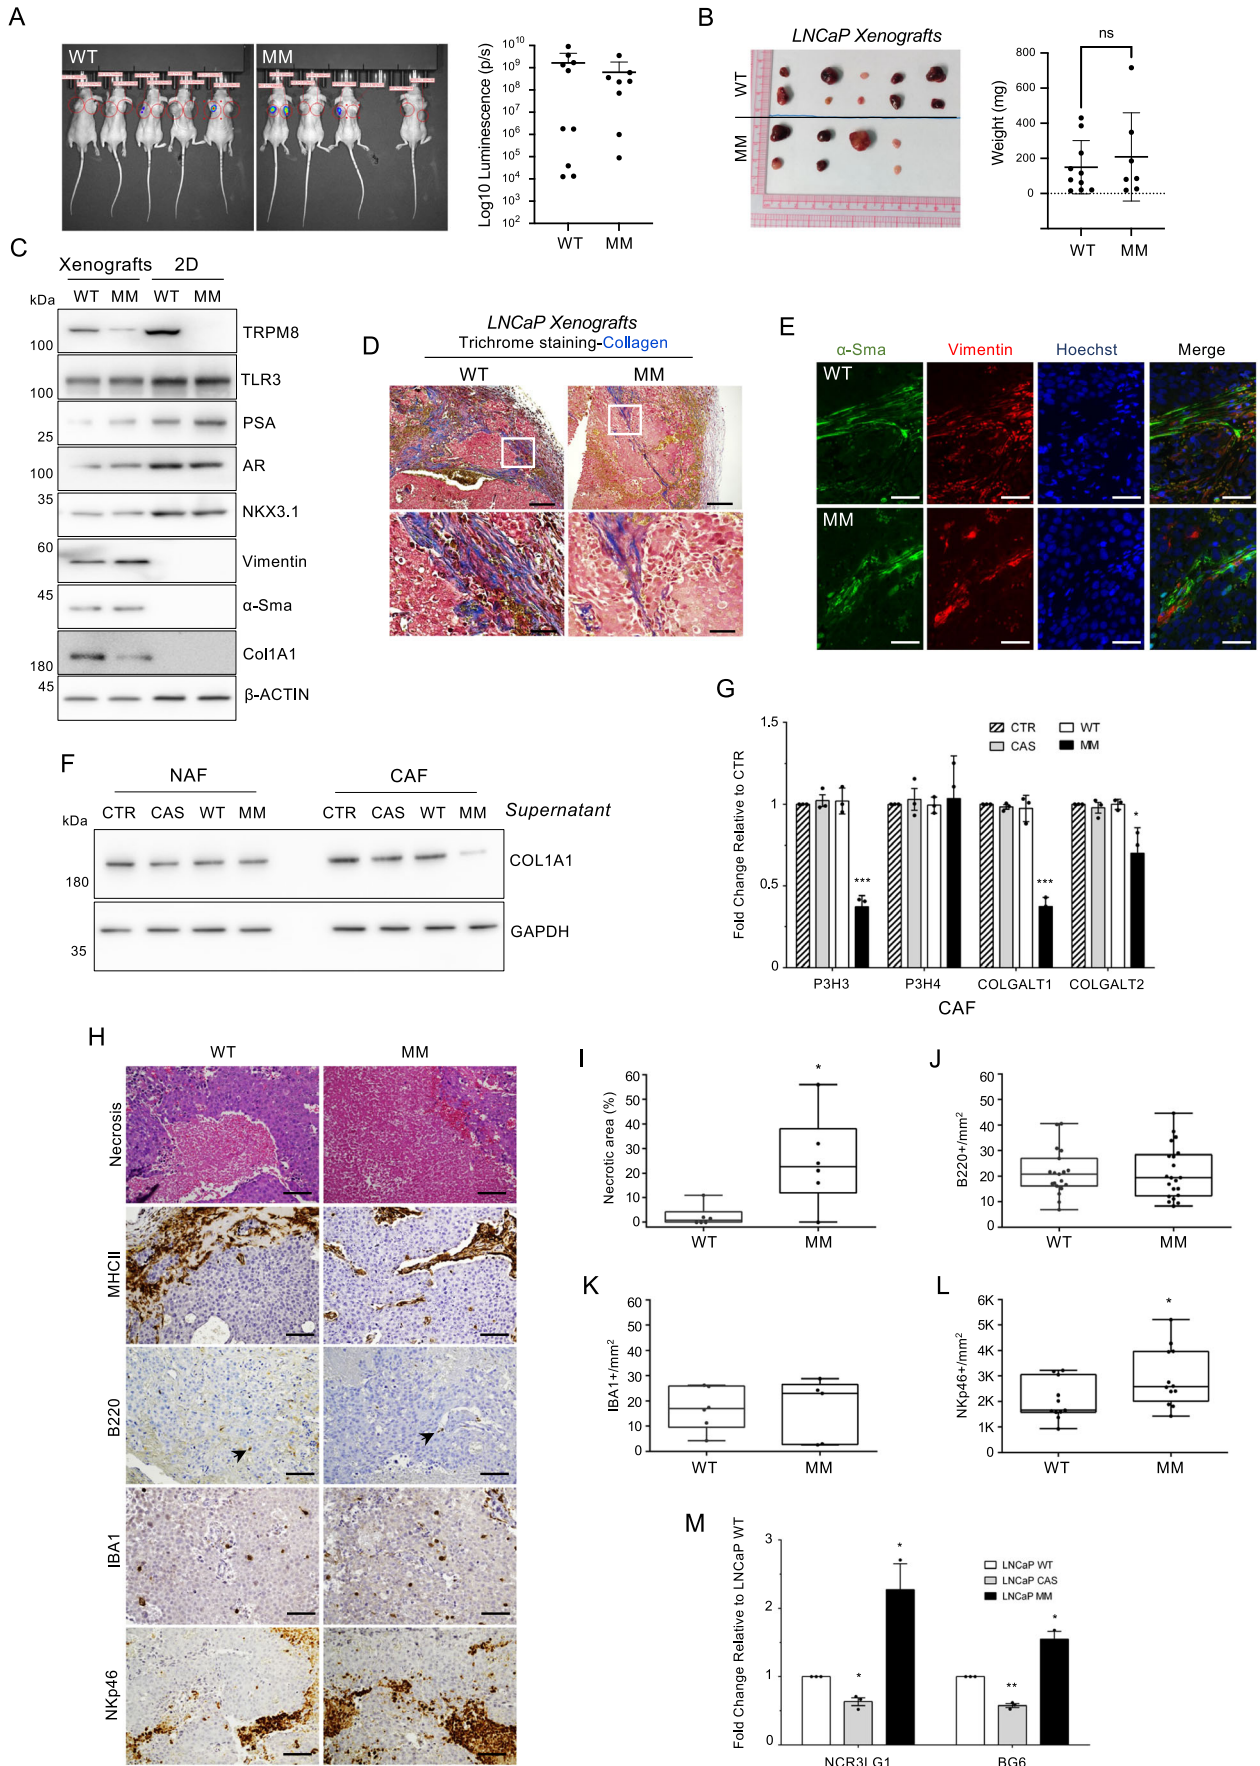 A
WT
MM
Log10 Luminescence (p/s)
10^10
10^9
10^8
10^7
10^6
10^5
10^4
10^3
10^2
WT MM
B
LNCaP Xenografts
WT
MM
ns
Weight (mg)
800
600
400
200
0
WT MM
C
Xenografts 2D
kDa WT MM WT MM
100 TRPM8
100 TLR3
25 PSA
100 AR
35 NKX3.1
60 Vimentin
45 α-Sma
180 Col1A1
45 β-ACTIN
D
LNCaP Xenografts
Trichrome staining-Collagen
WT MM
E
α-Sma Vimentin Hoechst Merge
WT
MM
F
NAF CAF
kDa CTR CAS WT MM CTR CAS WT MM Supernatant
180 COL1A1
35 GAPDH
G
Fold Change Relative to CTR
1.5
1
0.5
0
CTR WT
CAS MM
***
***
*
P3H3 P3H4 COLGALT1 COLGALT2
CAF
H
WT MM
Necrosis
MHCII
B220
IBA1
NKp46
I
Necrotic area (%)
60
50
40
30
20
10
0
*
WT MM
J
B220+/mm²
60
50
40
30
20
10
0
WT MM
K
IBA1+/mm²
60
50
40
30
20
10
0
WT MM
L
NKp46+/mm²
6K
5K
4K
3K
2K
1K
0
*
WT MM
M
Fold Change Relative to LNCaP WT
3
2
1
0
LNCaP WT
LNCaP CAS
LNCaP MM
*
*
**
*
NCR3LG1 BG6